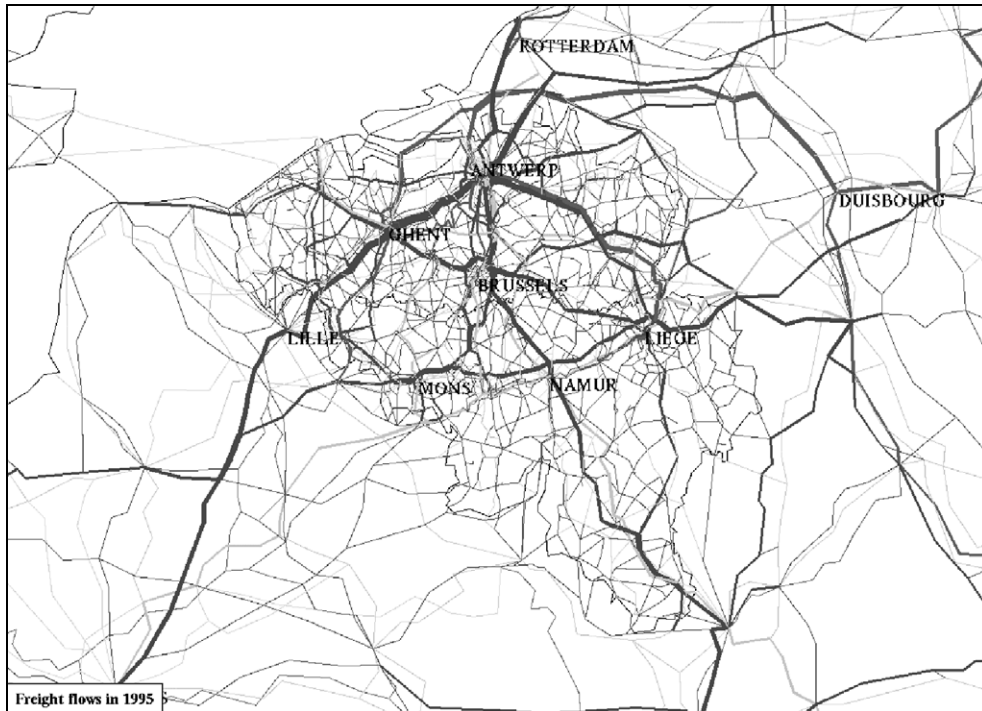 ROTTERDAM
ANTWERP
DUISBOURG
GHENT
BRUSSELS
LILLE
LIEGE
MONS
NAMUR
Freight flows in 1995